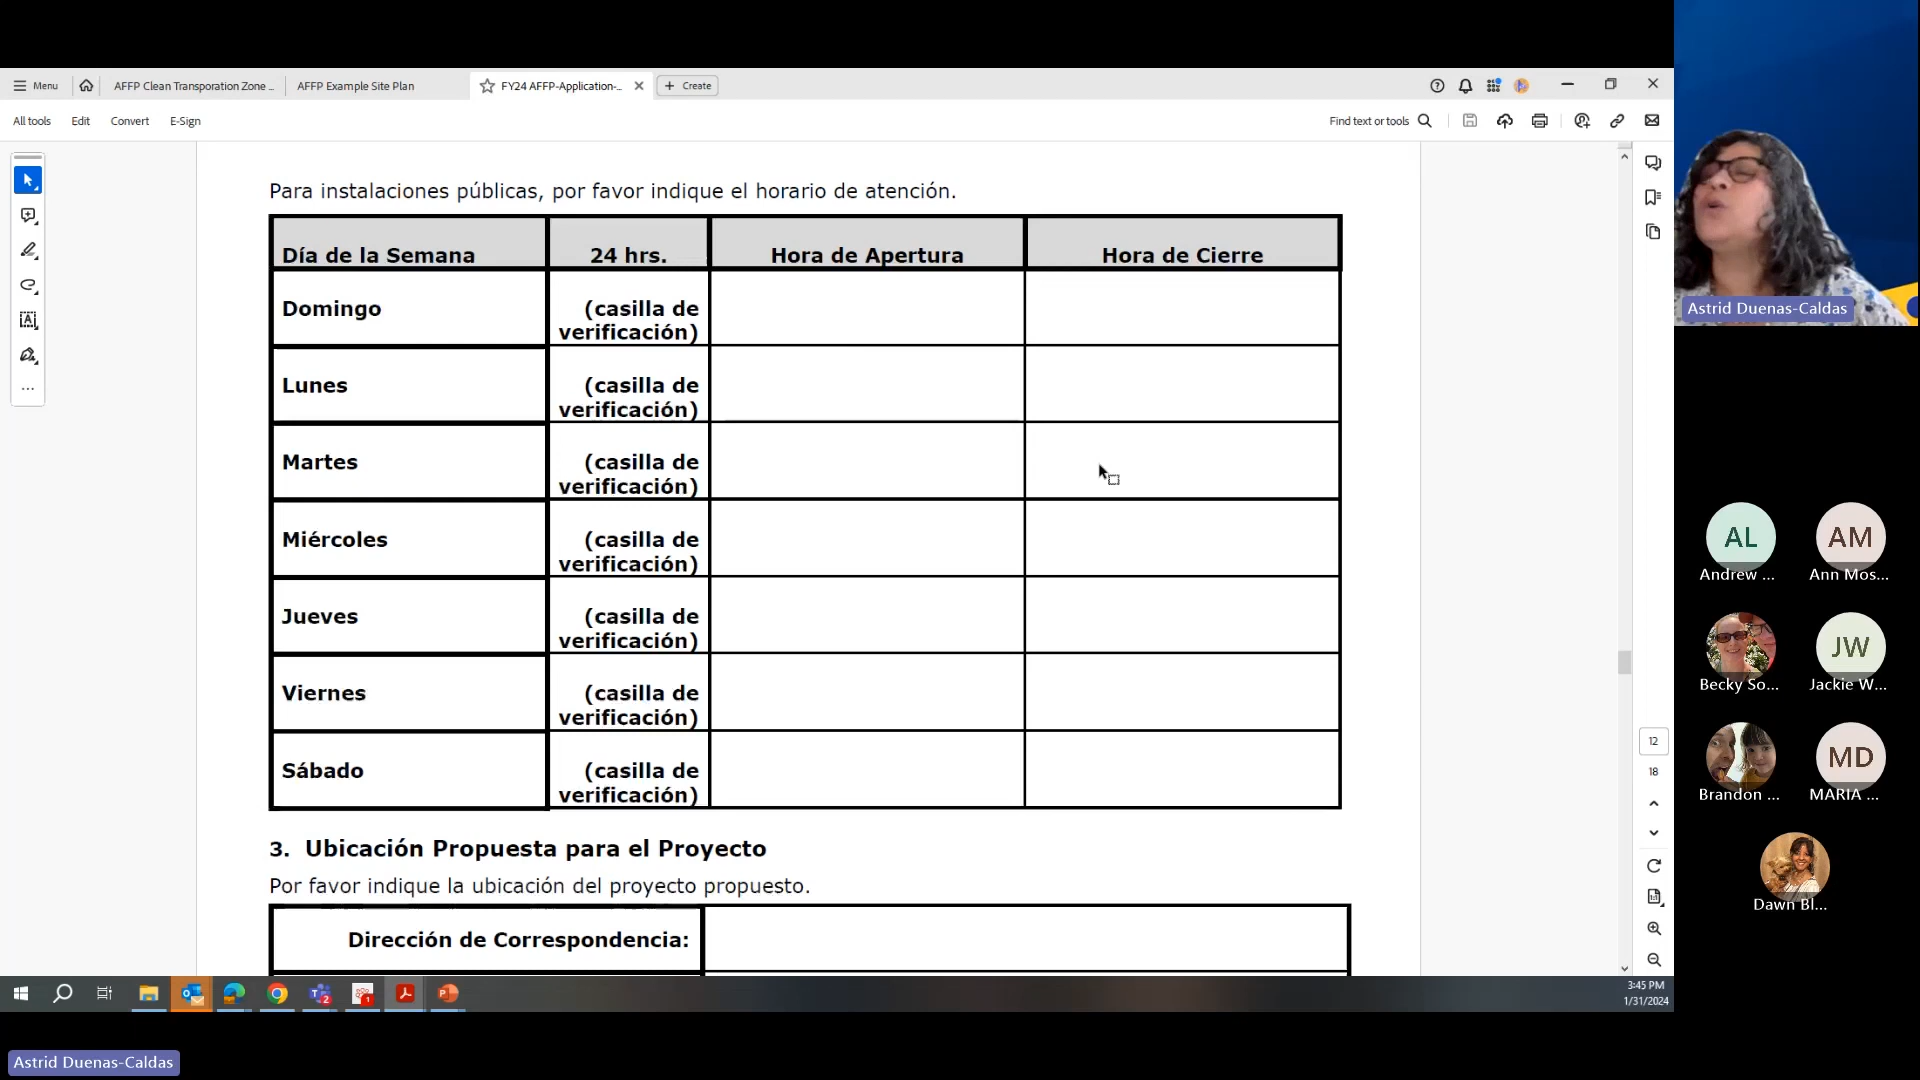 Menu
AFFP Clean Transporation Zone ...
AFFP Example Site Plan
FY24 AFFP-Application-...
Create
All tools
Edit
Convert
E-Sign
Find text or tools
Para instalaciones públicas, por favor indique el horario de atención.
Día de la Semana
24 hrs.
Hora de Apertura
Hora de Cierre
Domingo
(casilla de
verificación)
Lunes
(casilla de
verificación)
Martes
(casilla de
verificación)
Miércoles
(casilla de
verificación)
Jueves
(casilla de
verificación)
Viernes
(casilla de
verificación)
Sábado
(casilla de
verificación)
3. Ubicación Propuesta para el Proyecto
Por favor indique la ubicación del proyecto propuesto.
Dirección de Correspondencia:
12
18
3:45 PM
1/31/2024
Astrid Duenas-Caldas
AL
Andrew ...
AM
Ann Mos...
Becky So...
JW
Jackie W...
Brandon ...
MD
MARIA ...
Dawn Bl...
Astrid Duenas-Caldas